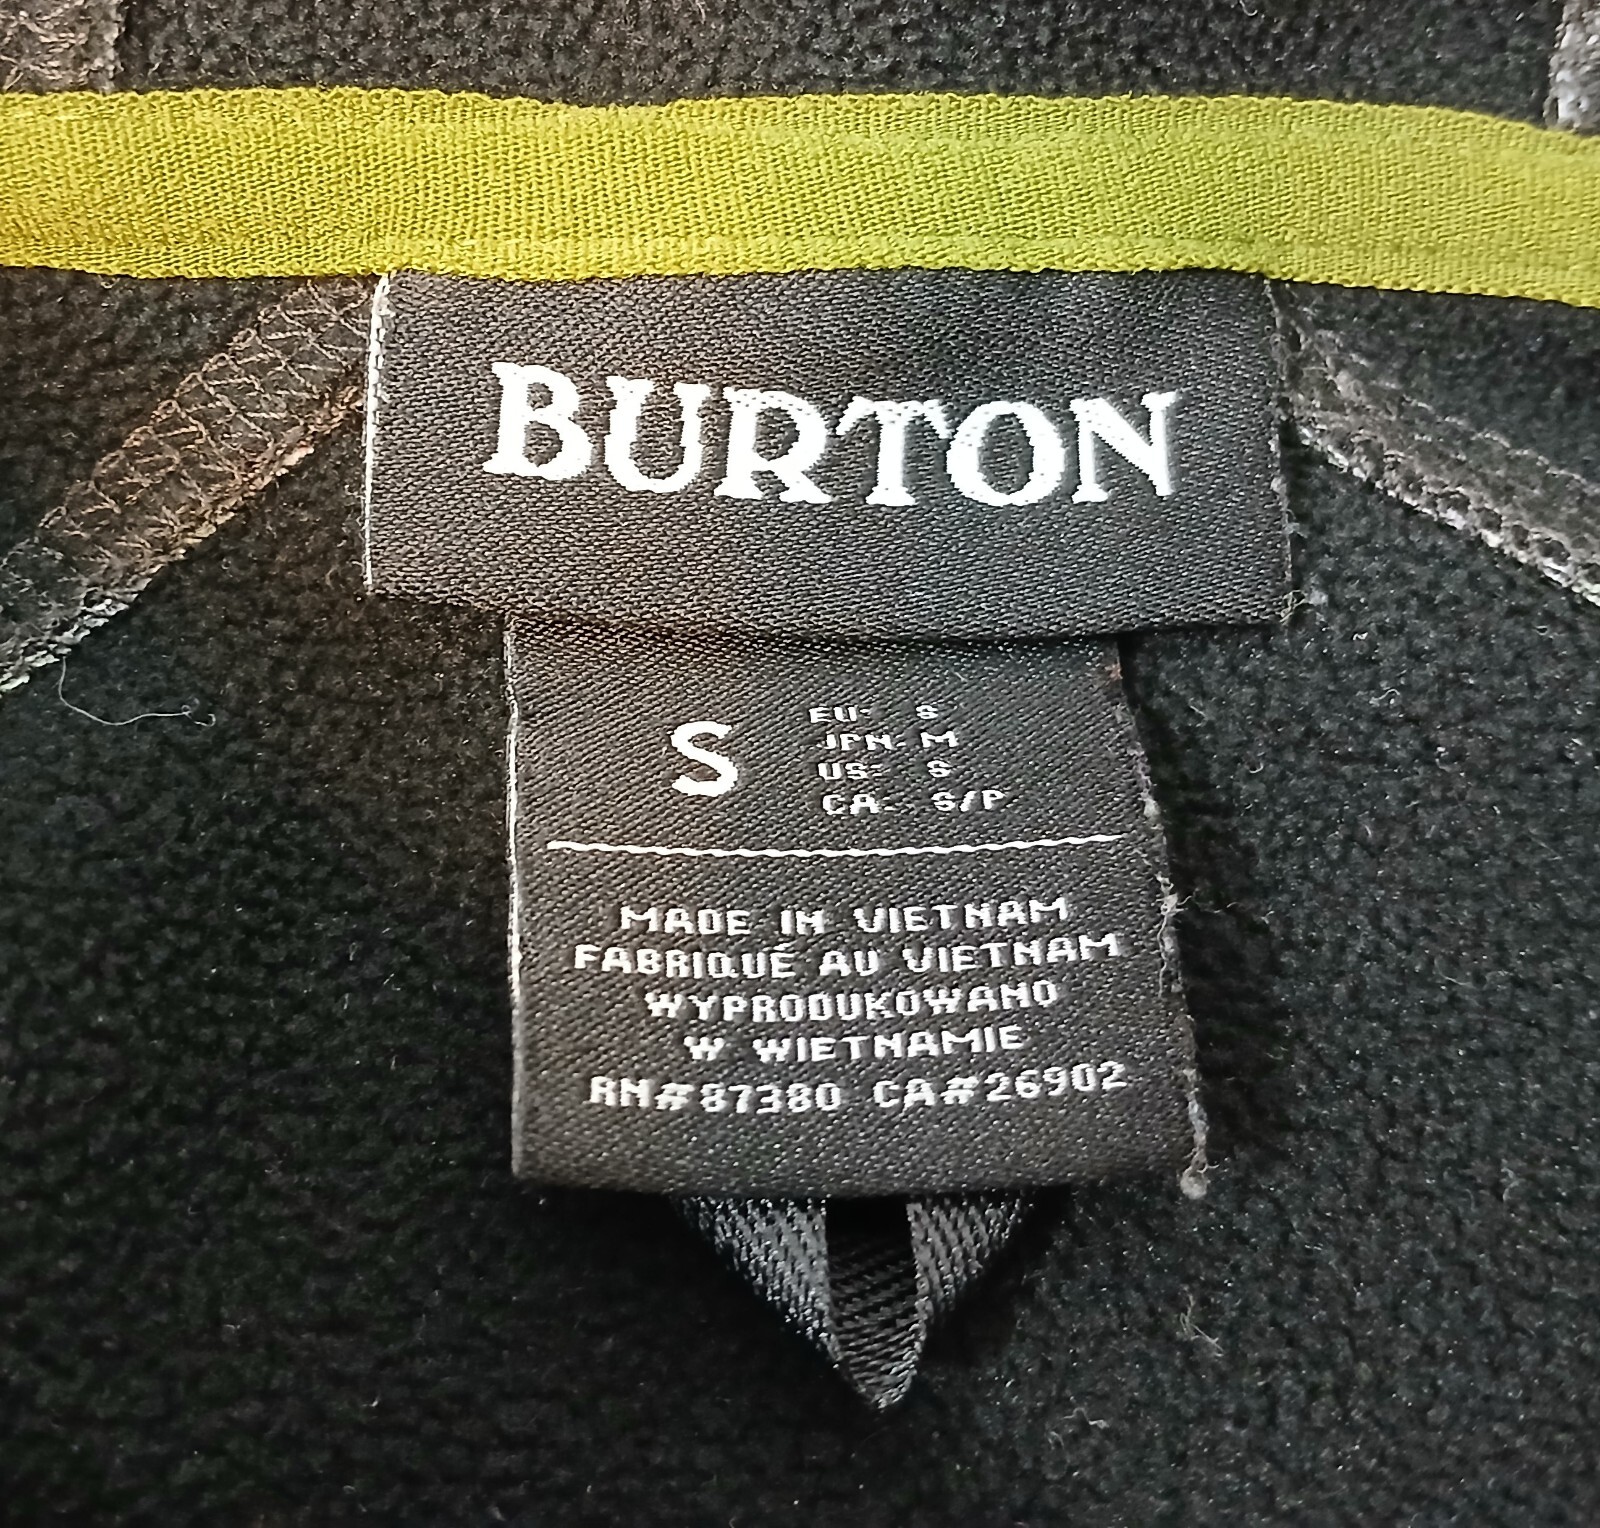 BURTON
S
EU: S
JPN: M
US: S
CA: S/P
MADE IN VIETNAM
FABRIQUÉ AU VIETNAM
WYPRODUKOWANO
W WIETNAMIE
RN#87380 CA#26902